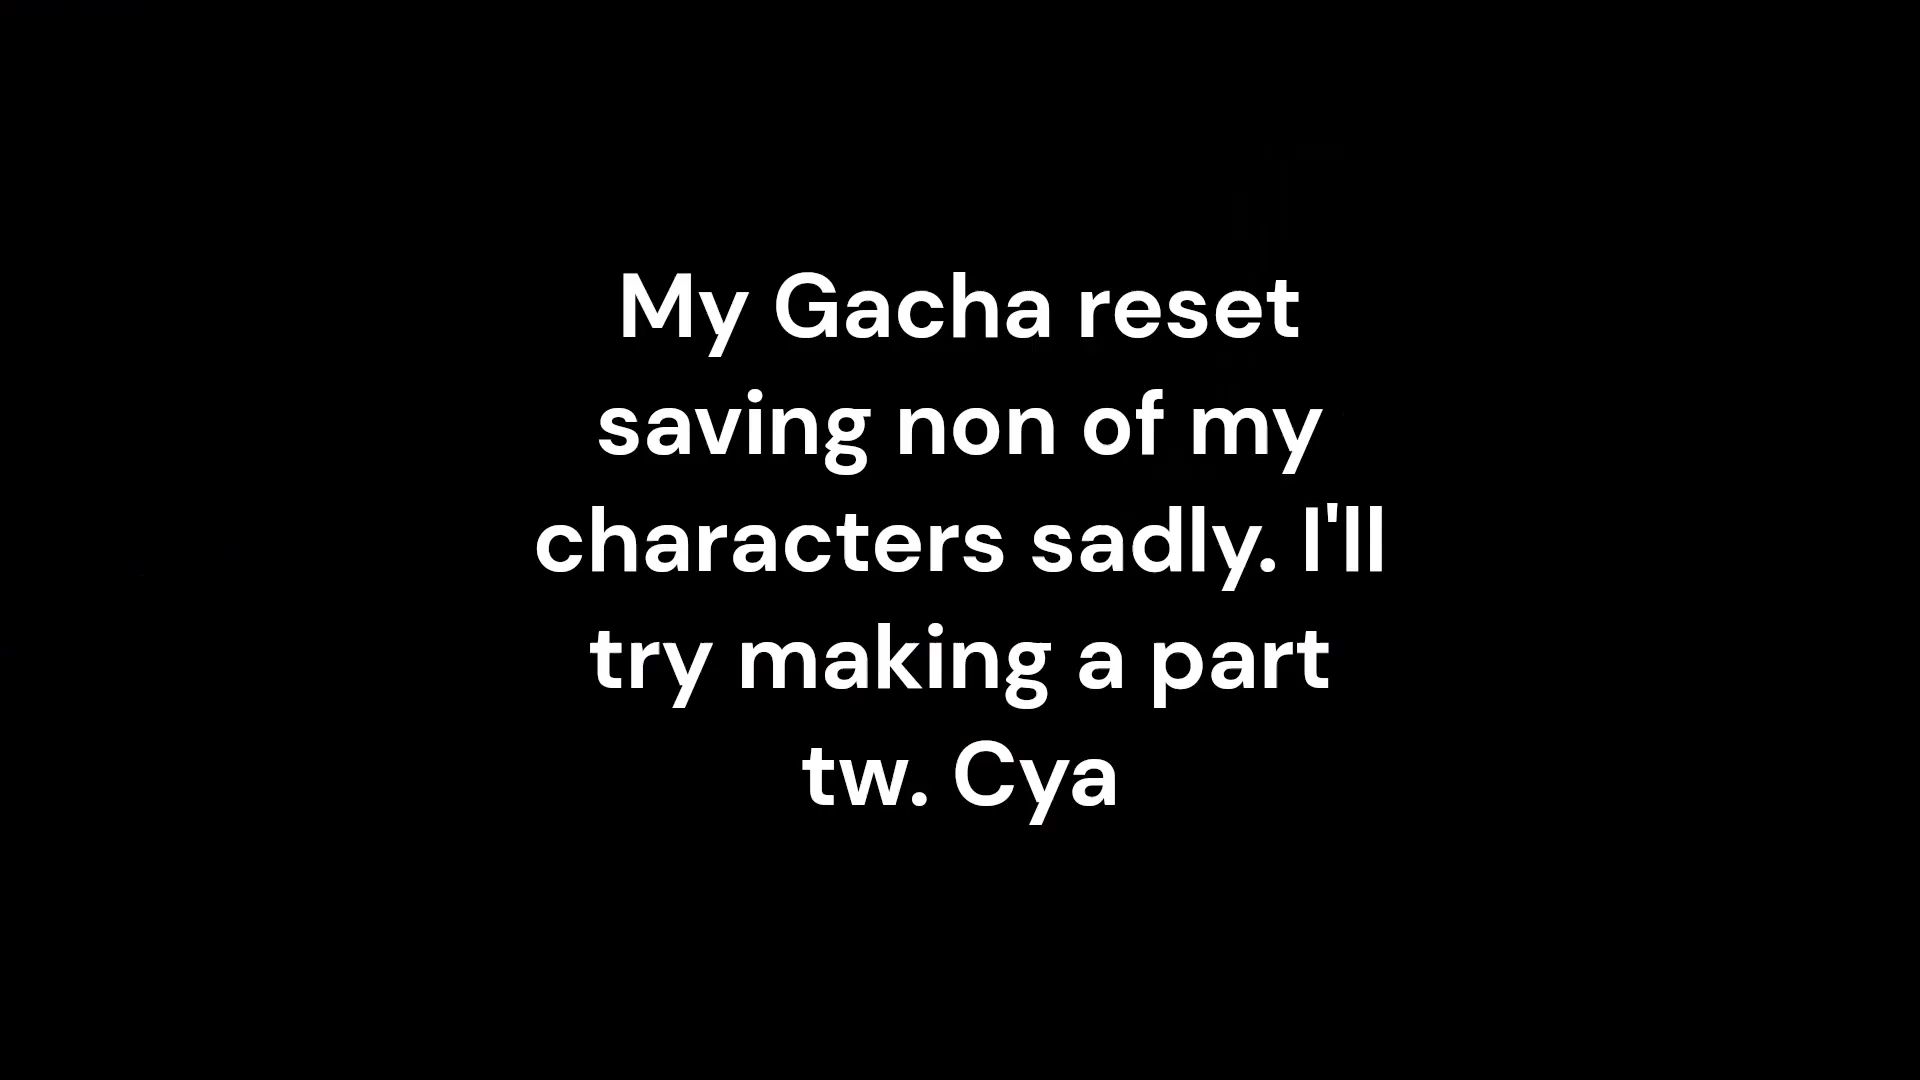 My Gacha reset
saving non of my
characters sadly. I'll
try making a part
tw. Cya